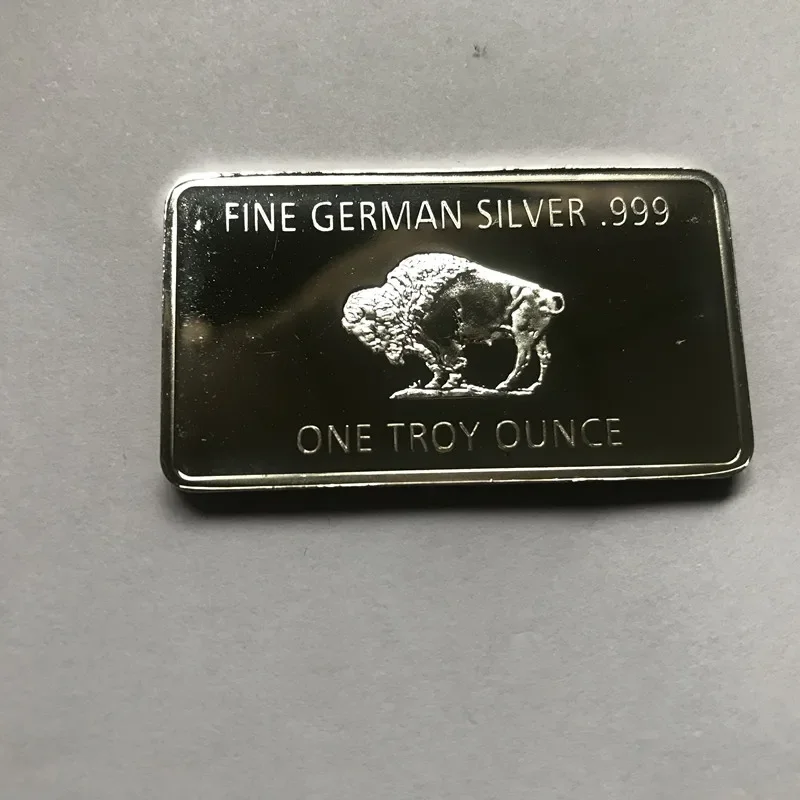 FINE GERMAN SILVER .999
ONE TROY OUNCE